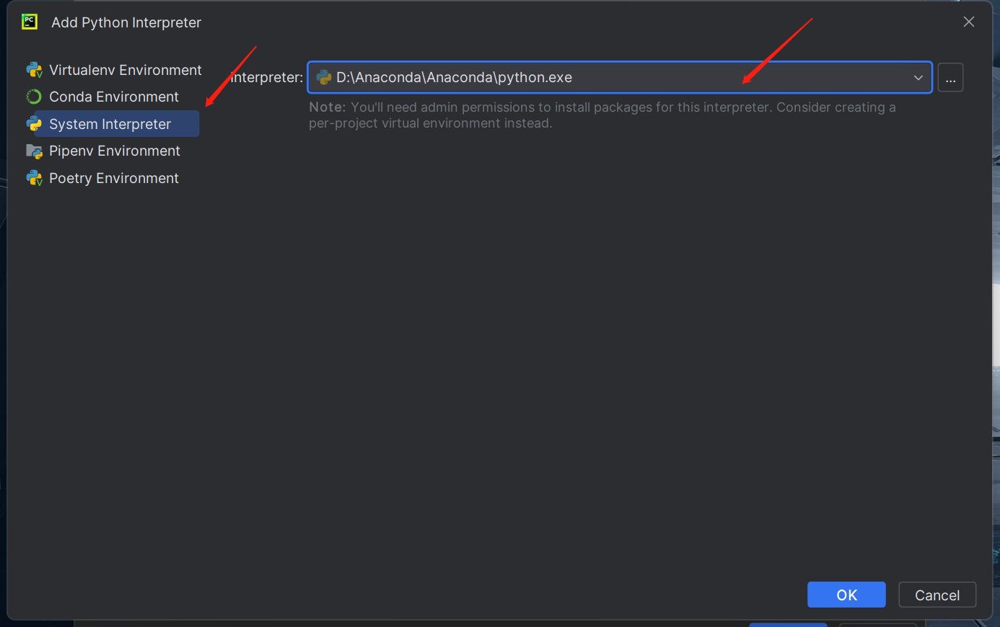 PC
Add Python Interpreter
Virtualenv Environment
Conda Environment
System Interpreter
Pipenv Environment
Poetry Environment
Interpreter: D:\Anaconda\Anaconda\python.exe
...
Note: You'll need admin permissions to install packages for this interpreter. Consider creating a
per-project virtual environment instead.
OK
Cancel